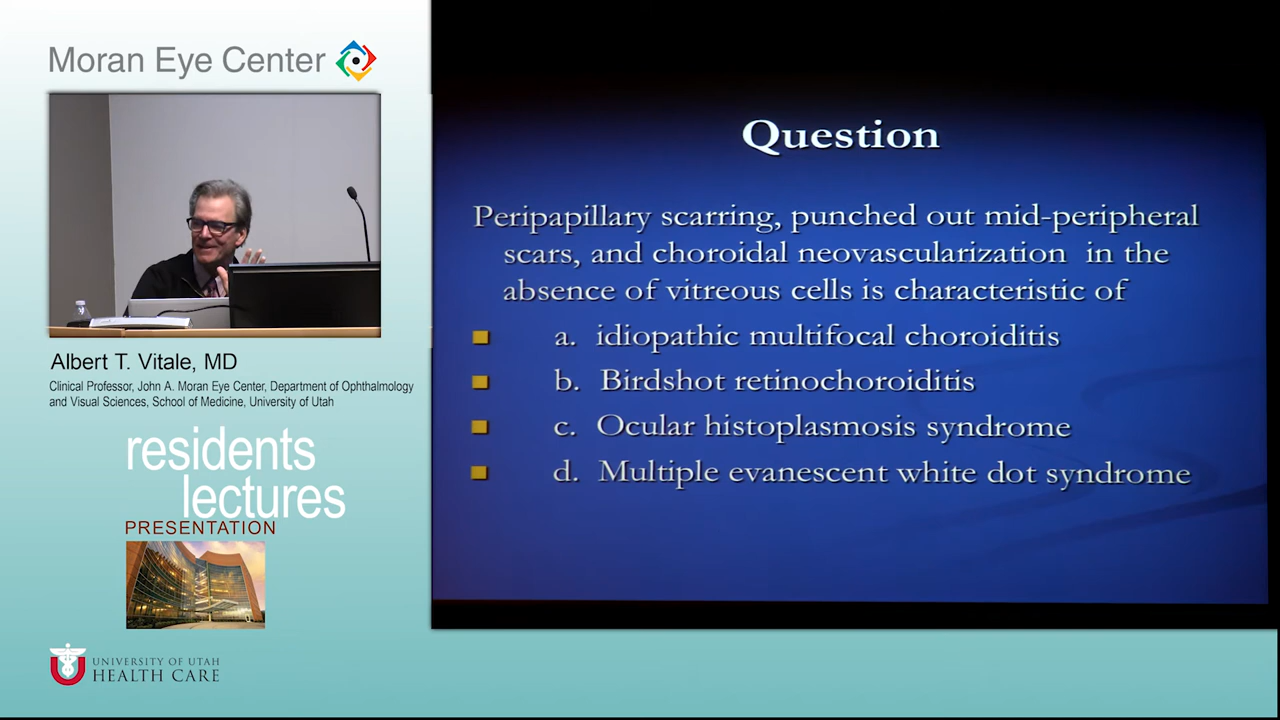 Moran Eye Center
Albert T. Vitale, MD
Clinical Professor, John A. Moran Eye Center, Department of Ophthalmology
and Visual Sciences, School of Medicine, University of Utah
residents
lectures
PRESENTATION
UNIVERSITY OF UTAH
HEALTH CARE
Question
Peripapillary scarring, punched out mid-peripheral
scars, and choroidal neovascularization in the
absence of vitreous cells is characteristic of
a. idiopathic multifocal choroiditis
b. Birdshot retinochoroiditis
c. Ocular histoplasmosis syndrome
d. Multiple evanescent white dot syndrome